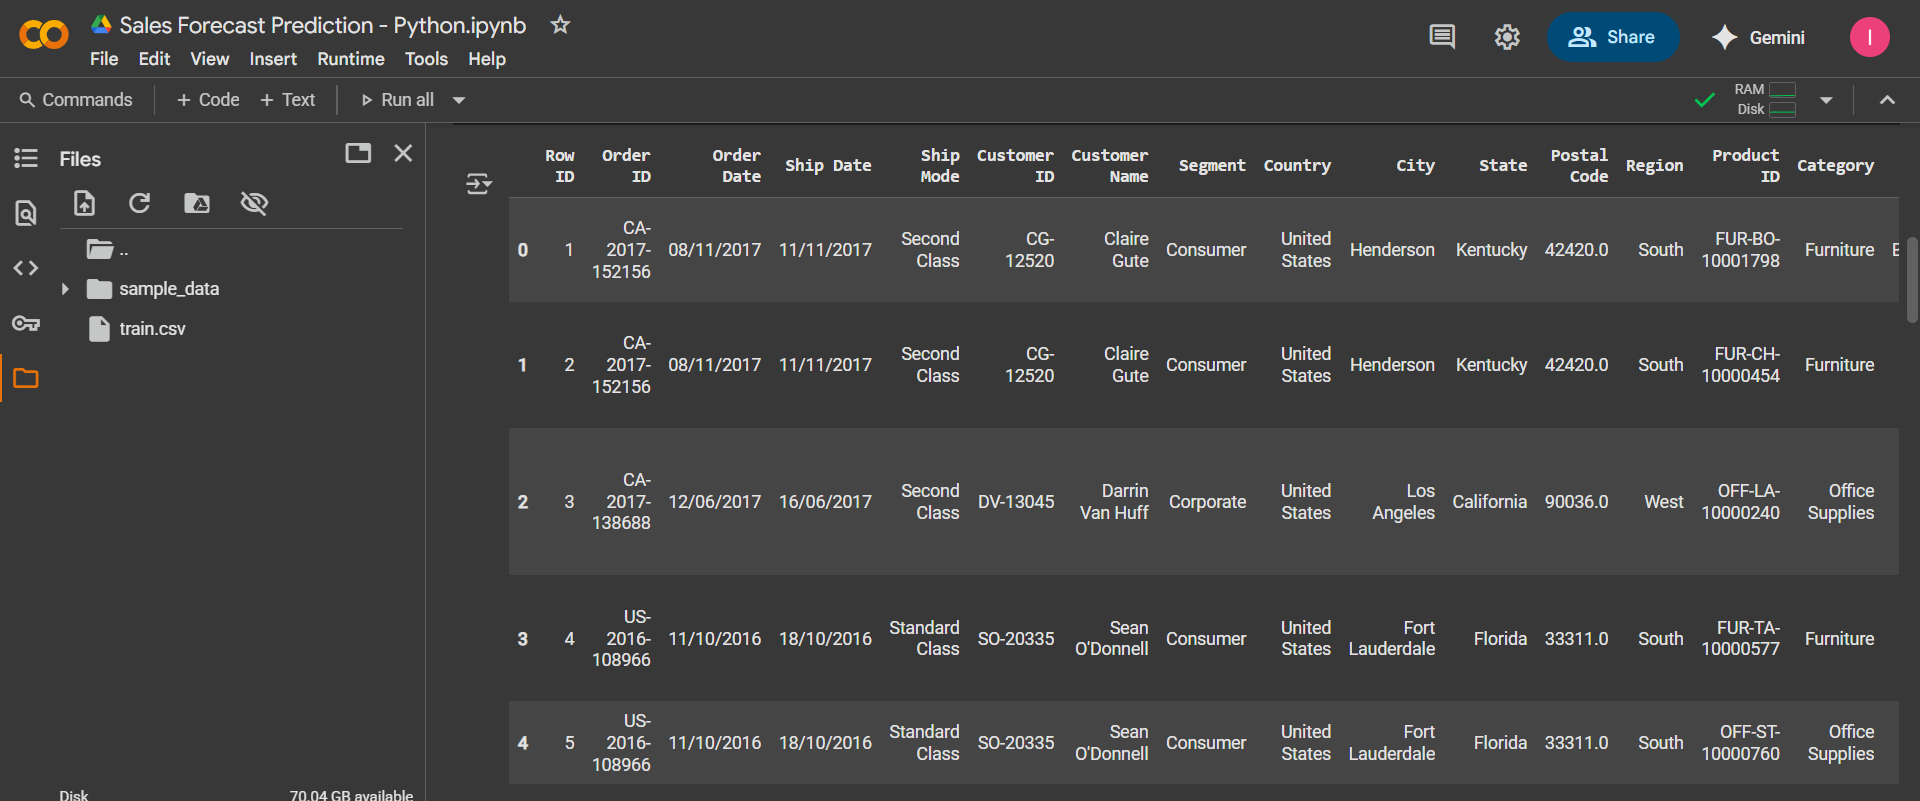 Sales Forecast Prediction - Python.ipynb
File Edit View Insert Runtime Tools Help
Share
Gemini
I
Commands
+ Code + Text
Run all
RAM
Disk
Files
..
sample_data
train.csv
Disk 70.04 GB available
Row ID Order ID Order Date Ship Date Ship Mode Customer ID Customer Name Segment Country City State Postal Code Region Product ID Category
0 1 CA-2017-152156 08/11/2017 11/11/2017 Second Class CG-12520 Claire Gute Consumer United States Henderson Kentucky 42420.0 South FUR-BO-10001798 Furniture
1 2 CA-2017-152156 08/11/2017 11/11/2017 Second Class CG-12520 Claire Gute Consumer United States Henderson Kentucky 42420.0 South FUR-CH-10000454 Furniture
2 3 CA-2017-138688 12/06/2017 16/06/2017 Second Class DV-13045 Darrin Van Huff Corporate United States Los Angeles California 90036.0 West OFF-LA-10000240 Office Supplies
3 4 US-2016-108966 11/10/2016 18/10/2016 Standard Class SO-20335 Sean O'Donnell Consumer United States Fort Lauderdale Florida 33311.0 South FUR-TA-10000577 Furniture
4 5 US-2016-108966 11/10/2016 18/10/2016 Standard Class SO-20335 Sean O'Donnell Consumer United States Fort Lauderdale Florida 33311.0 South OFF-ST-10000760 Office Supplies